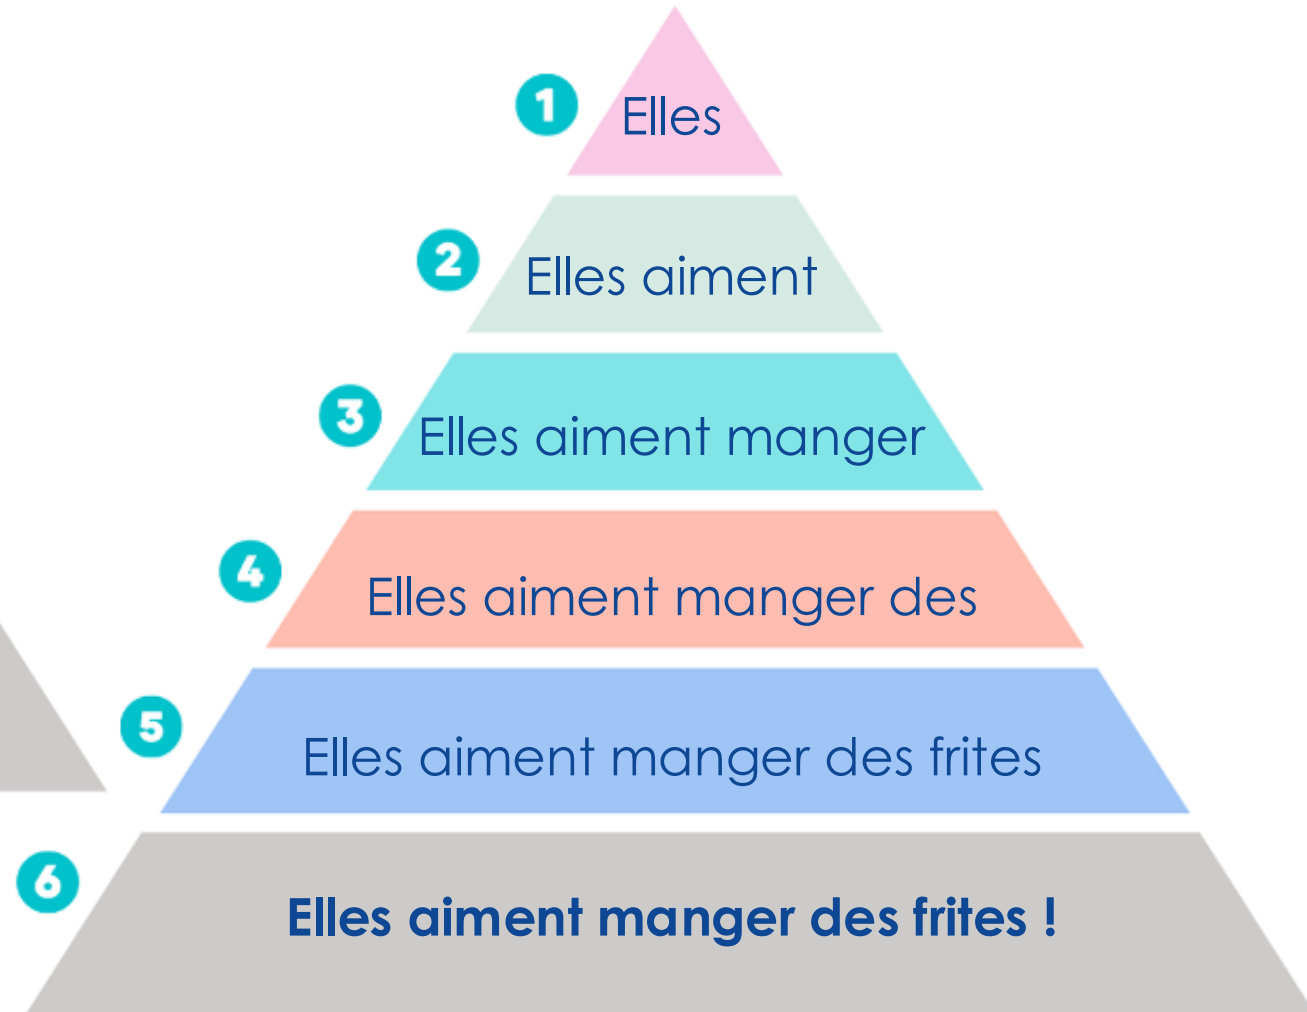 1 Elles
2 Elles aiment
3 Elles aiment manger
4 Elles aiment manger des
5 Elles aiment manger des frites
6 Elles aiment manger des frites !